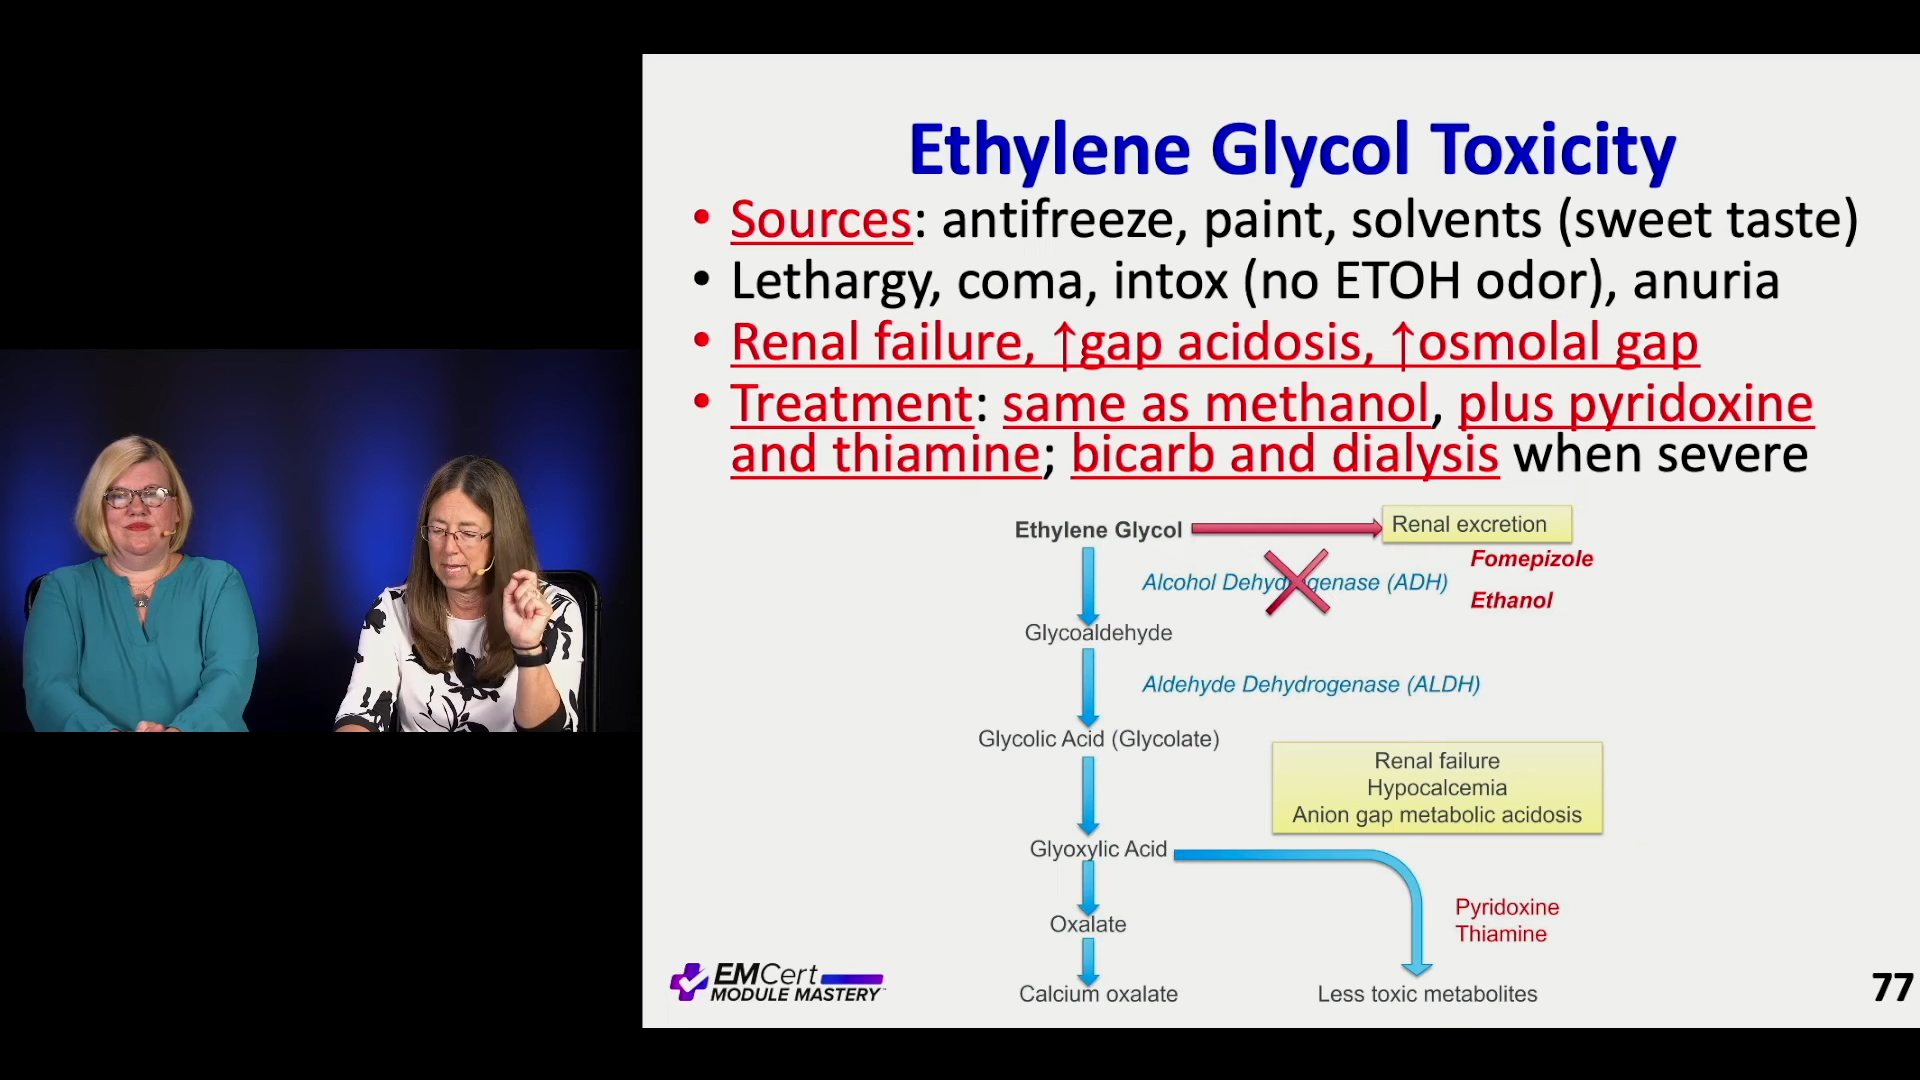 Ethylene Glycol Toxicity
• Sources: antifreeze, paint, solvents (sweet taste)
• Lethargy, coma, intox (no ETOH odor), anuria
• Renal failure, ↑gap acidosis, ↑osmolal gap
• Treatment: same as methanol, plus pyridoxine
and thiamine; bicarb and dialysis when severe
Ethylene Glycol
Renal excretion
Alcohol Dehydrogenase (ADH)
Fomepizole
Ethanol
Glycoaldehyde
Aldehyde Dehydrogenase (ALDH)
Glycolic Acid (Glycolate)
Renal failure
Hypocalcemia
Anion gap metabolic acidosis
Glyoxylic Acid
Pyridoxine
Thiamine
Oxalate
Calcium oxalate
Less toxic metabolites
EMCert
MODULE MASTERY™
77